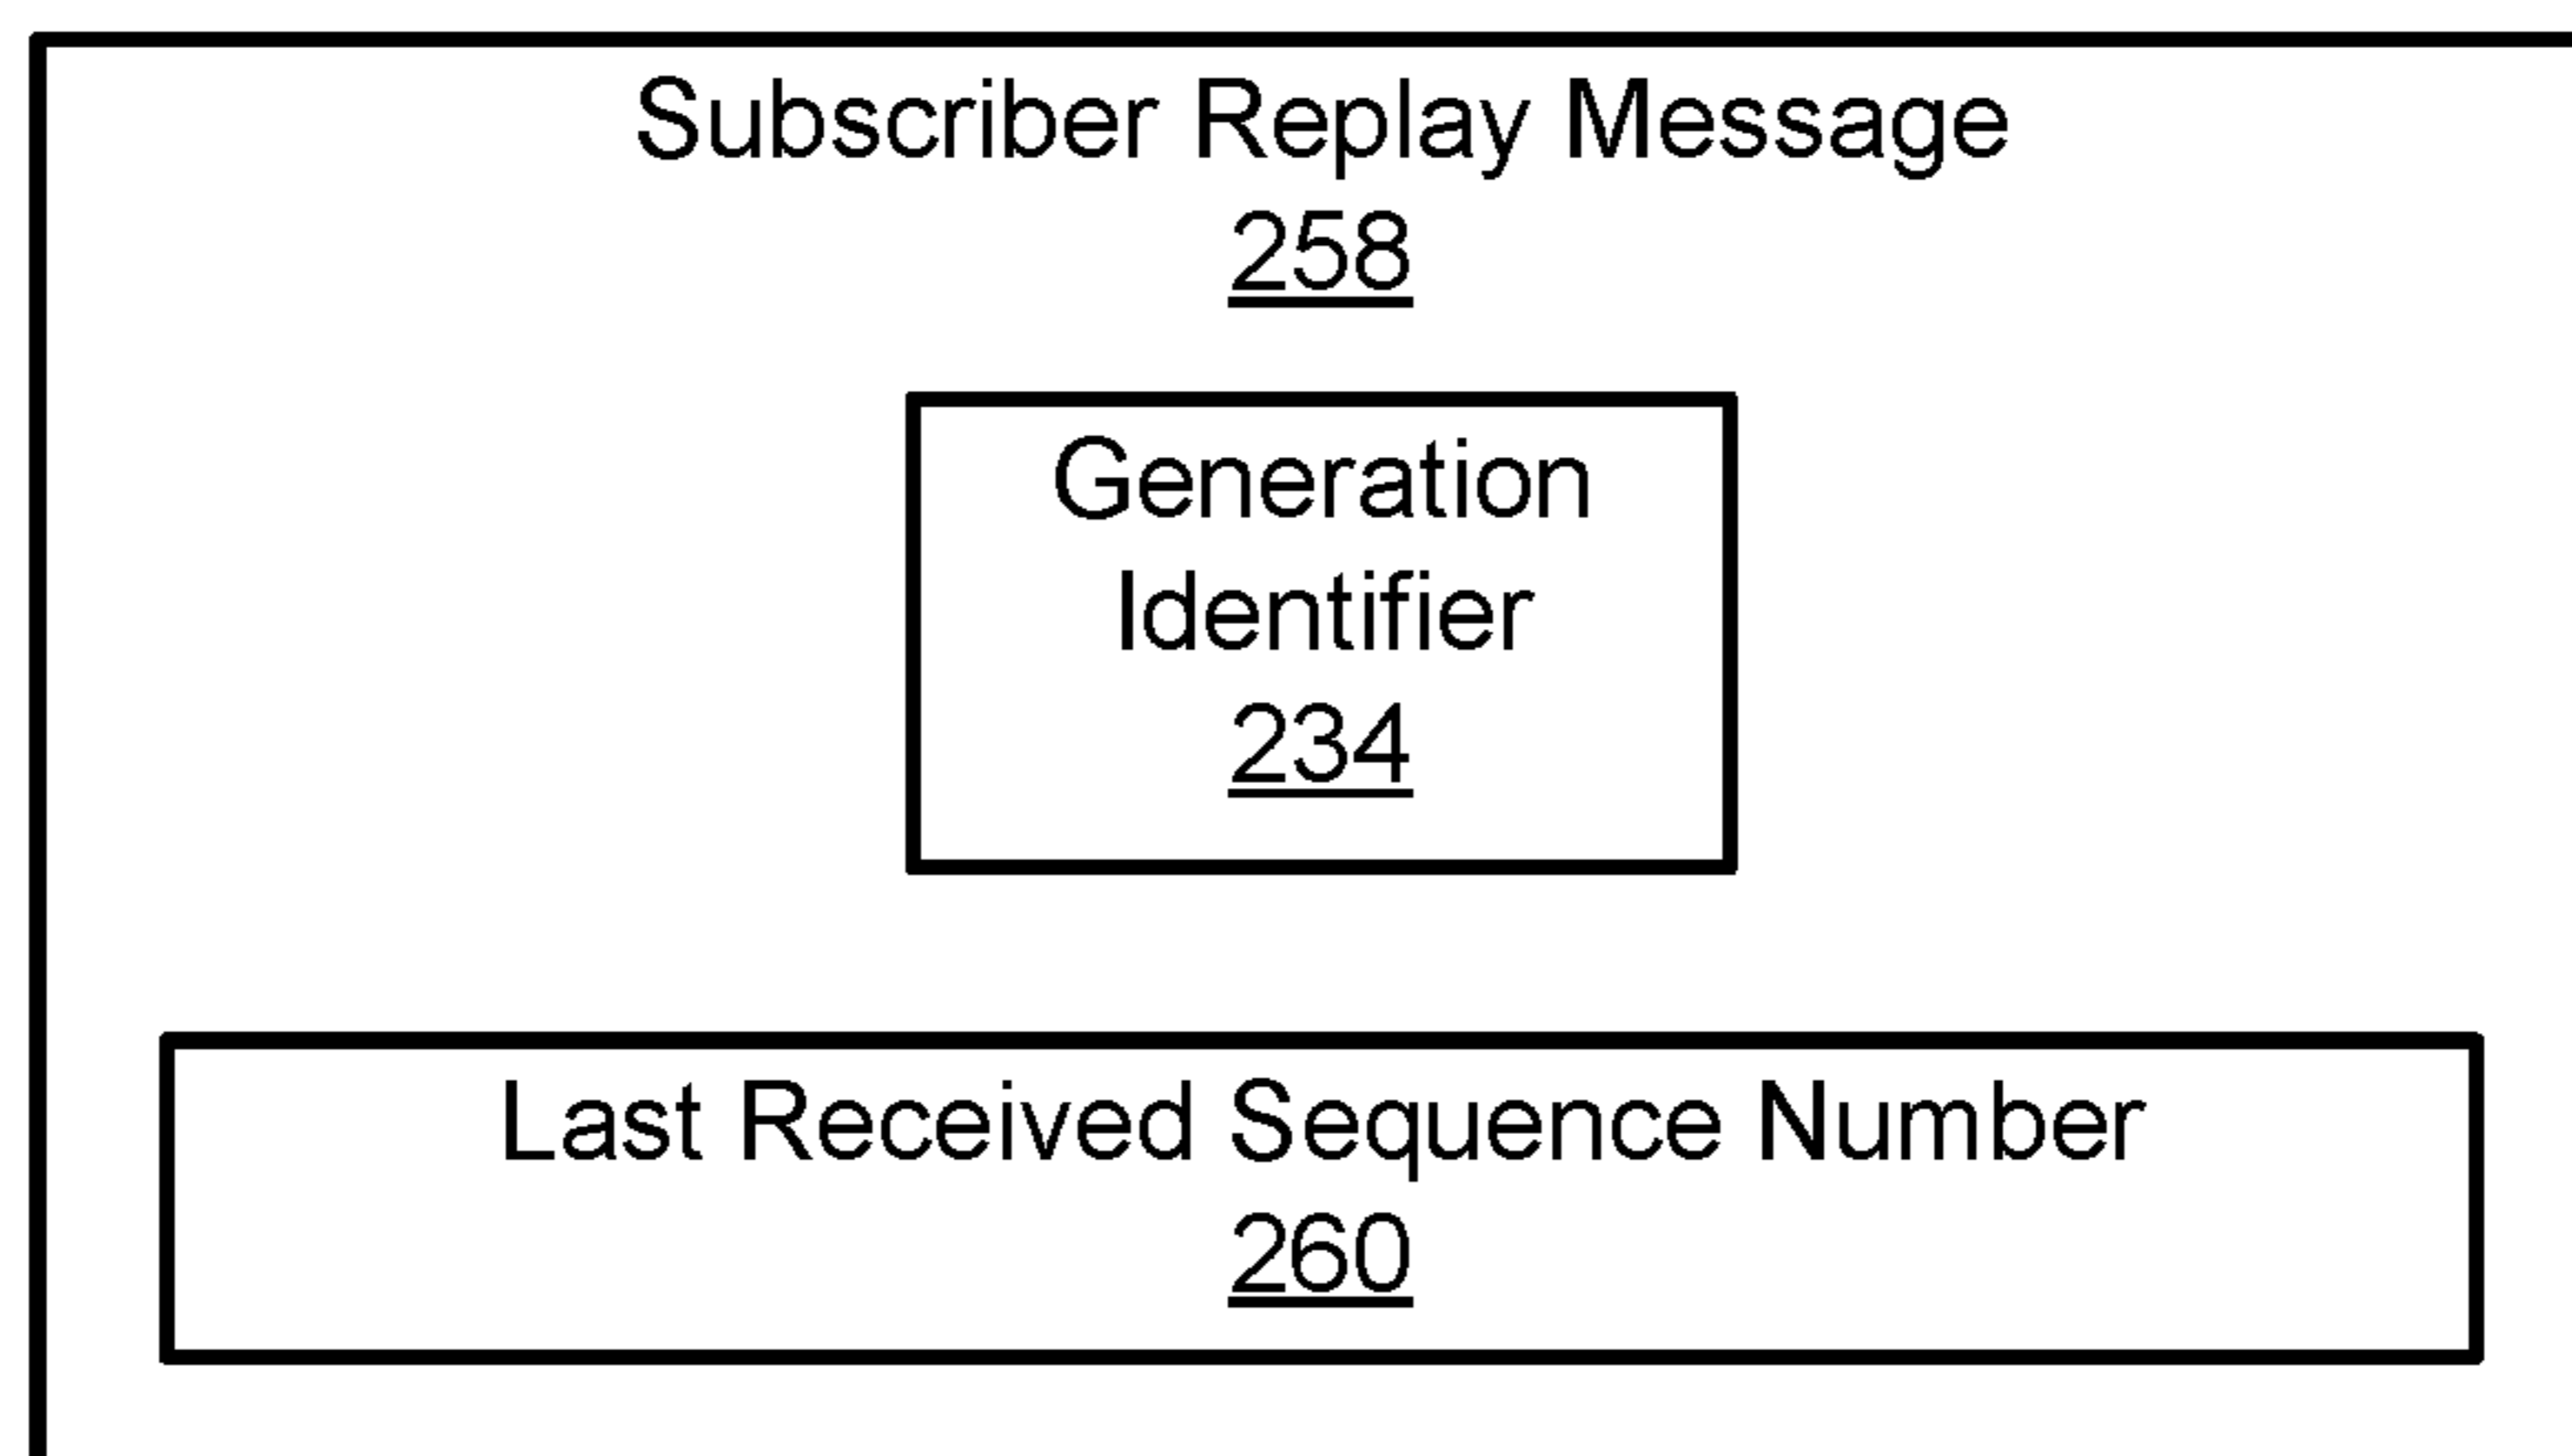 Subscriber Replay Message
258
Generation
Identifier
234
Last Received Sequence Number
260